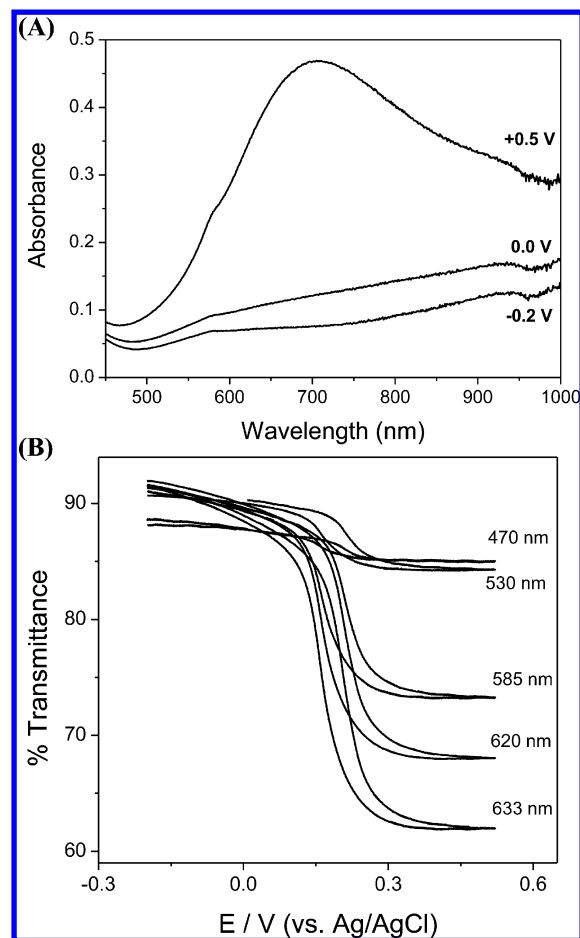 (A)
0.5
0.4
0.3
0.2
0.1
0.0
Absorbance
+0.5 V
0.0 V
-0.2 V
500
600
700
800
900
1000
Wavelength (nm)
(B)
90
80
70
60
% Transmittance
470 nm
530 nm
585 nm
620 nm
633 nm
-0.3
0.0
0.3
0.6
E / V (vs. Ag/AgCl)